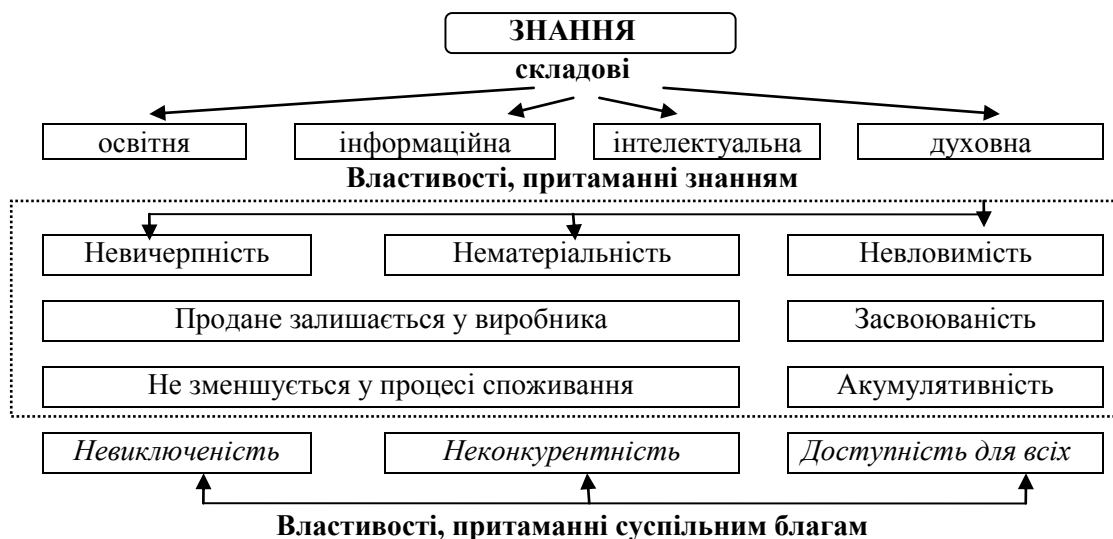 ЗНАННЯ
складові
освітня інформаційна інтелектуальна духовна
Властивості, притаманні знанням
Невичерпність Нематеріальність Невловимість
Продане залишається у виробника Засвоюваність
Не зменшується у процесі споживання Акумулятивність
Невиключеність Неконкурентність Доступність для всіх
Властивості, притаманні суспільним благам